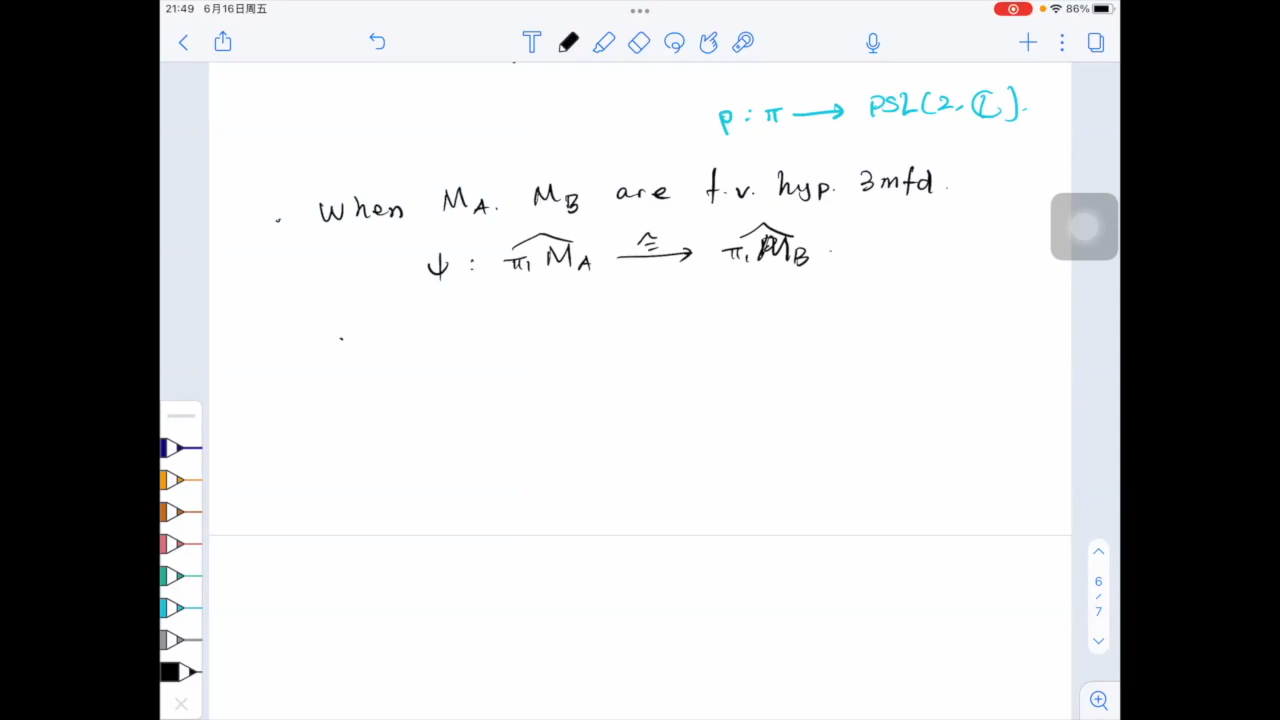 21:49 6月16日周五
86%
ρ : π → PSL(2, ℂ).
· When M_A. M_B are f.v. hyp. 3mfd.
ψ : \widehat{π₁ M_A} \xrightarrow{≅} \widehat{π₁ M_B}.
6
/
7